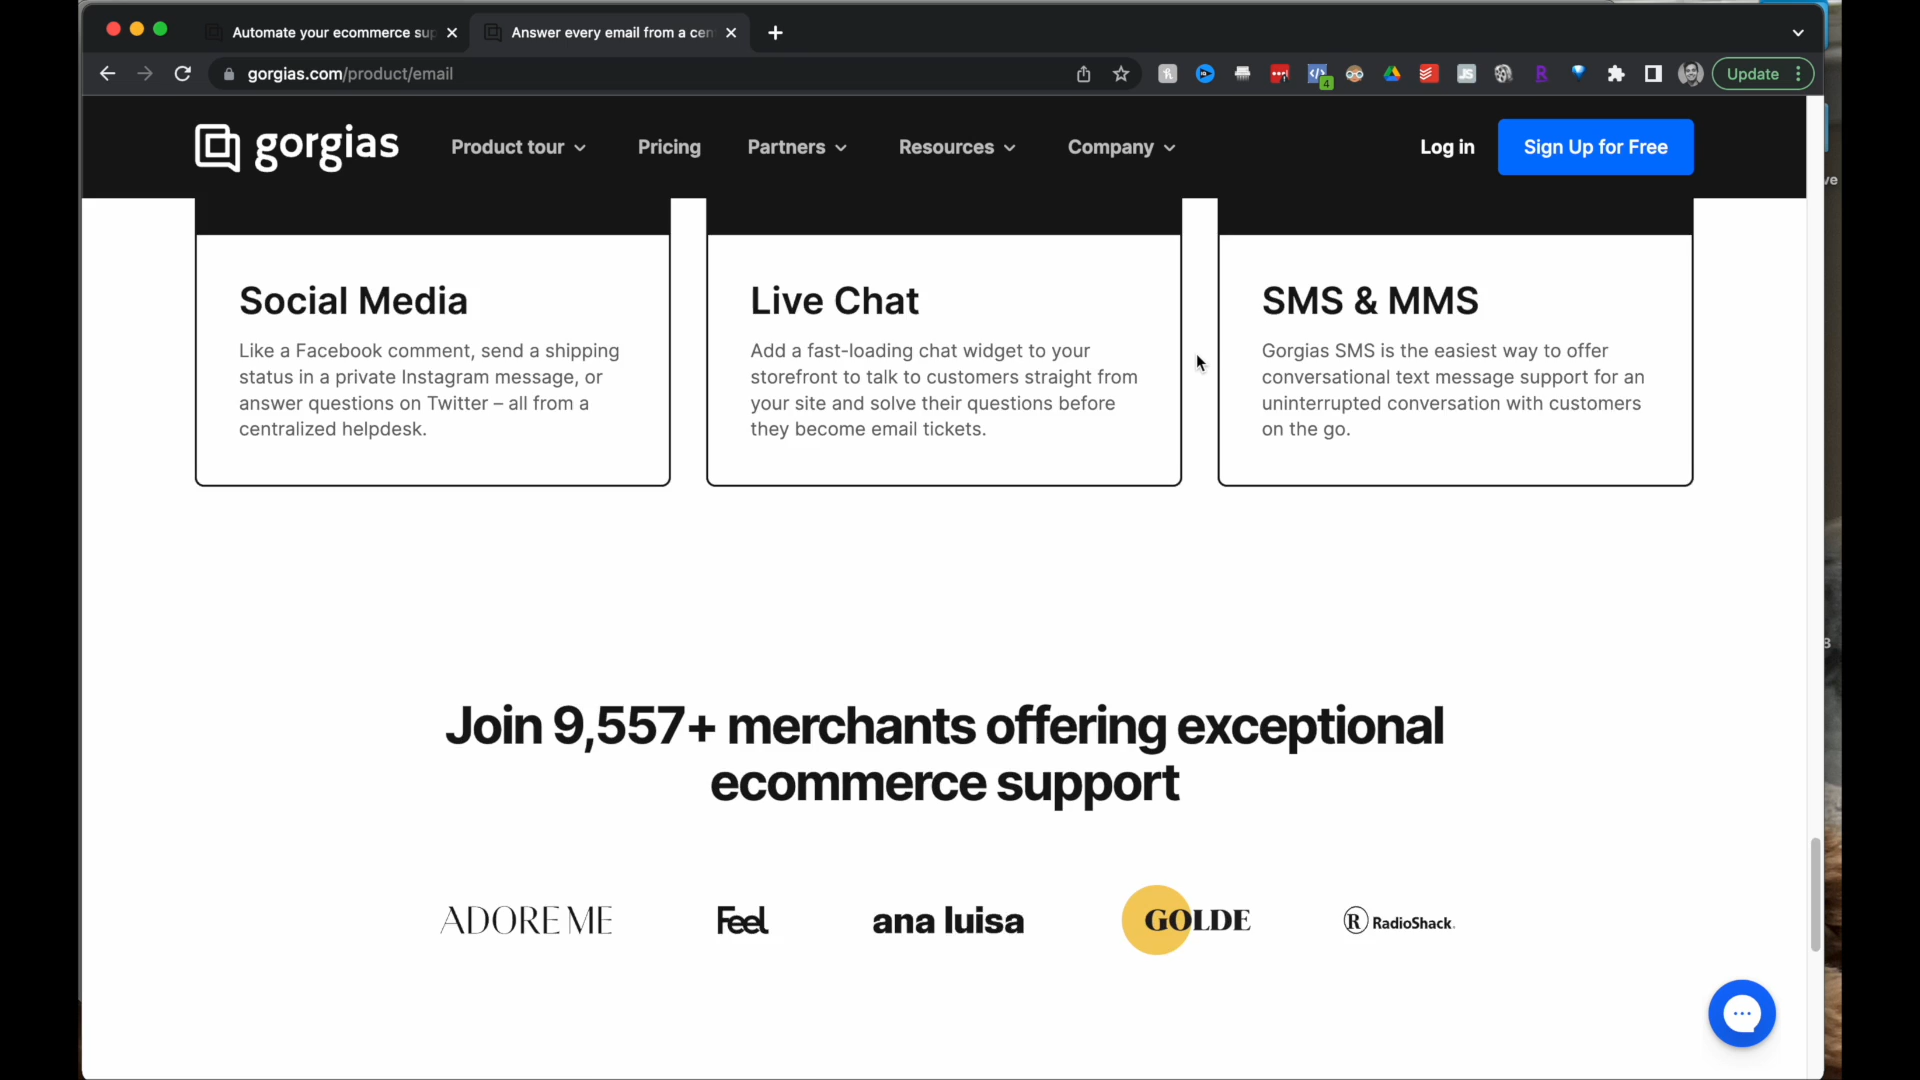 Automate your ecommerce sup
Answer every email from a cen
gorgias.com/product/email
4
Update
gorgias
Product tour
Pricing
Partners
Resources
Company
Log in
Sign Up for Free
ve
Social Media
Like a Facebook comment, send a shipping
status in a private Instagram message, or
answer questions on Twitter – all from a
centralized helpdesk.
Live Chat
Add a fast-loading chat widget to your
storefront to talk to customers straight from
your site and solve their questions before
they become email tickets.
SMS & MMS
Gorgias SMS is the easiest way to offer
conversational text message support for an
uninterrupted conversation with customers
on the go.
Join 9,557+ merchants offering exceptional
ecommerce support
ADORE ME
Feel
ana luisa
GOLDE
R RadioShack.